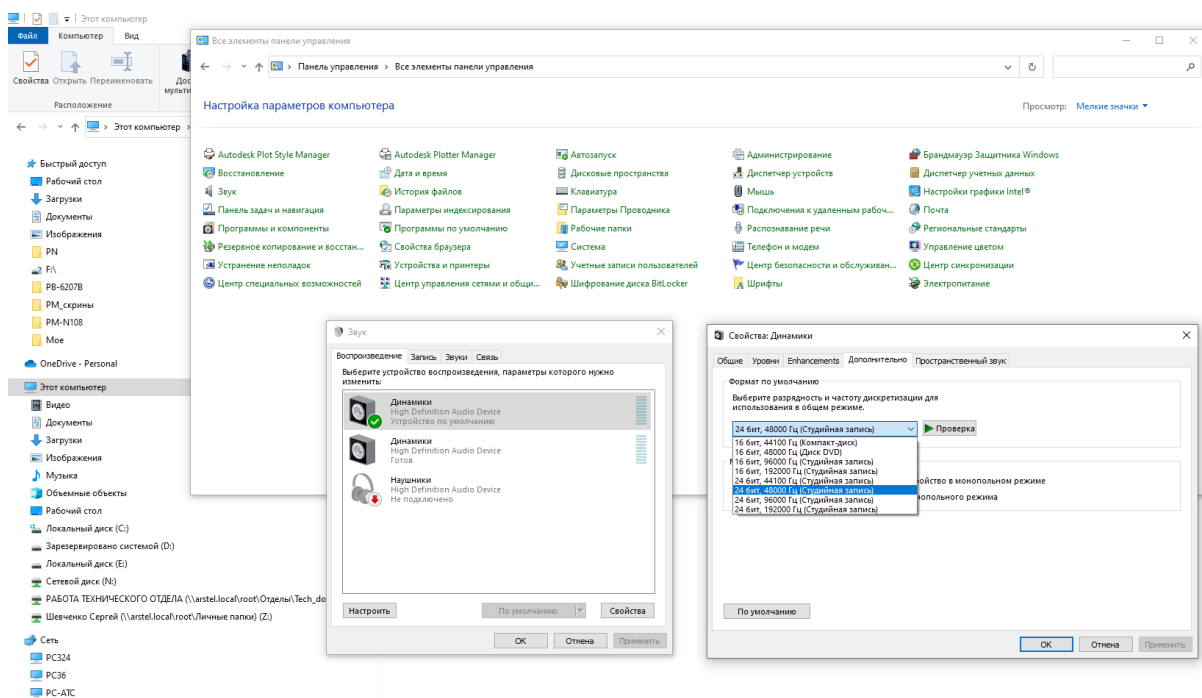 Этот компьютер
Файл Компьютер Вид
Свойства Открыть Переименовать
Расположение
Этот компьютер
Быстрый доступ
Рабочий стол
Загрузки
Документы
Изображения
PN
F:\
PB-6207B
PM_скрины
PM-N108
Мое
OneDrive - Personal
Этот компьютер
Видео
Документы
Загрузки
Изображения
Музыка
Объемные объекты
Рабочий стол
Локальный диск (C:)
Зарезервировано системой (D:)
Локальный диск (E:)
Сетевой диск (N:)
РАБОТА ТЕХНИЧЕСКОГО ОТДЕЛА (\\arstel.local\root\Отделы\Tech_do
Шевченко Сергей (\\arstel.local\root\Личные папки) (Z:)
Сеть
PC324
PC36
PC-ATC
Все элементы панели управления
Панель управления Все элементы панели управления
Настройка параметров компьютера
Просмотр: Мелкие значки
Autodesk Plot Style Manager Autodesk Plotter Manager Автозапуск Администрирование Брандмауэр Защитника Windows
Восстановление Дата и время Дисковые пространства Диспетчер устройств Диспетчер учетных данных
Звук История файлов Клавиатура Мышь Настройки графики Intel®
Панель задач и навигация Параметры индексирования Параметры Проводника Подключения к удаленным рабоч... Почта
Программы и компоненты Программы по умолчанию Рабочие папки Распознавание речи Региональные стандарты
Резервное копирование и восстан... Свойства браузера Система Телефон и модем Управление цветом
Устранение неполадок Устройства и принтеры Учетные записи пользователей Центр безопасности и обслуживан... Центр синхронизации
Центр специальных возможностей Центр управления сетями и общи... Шифрование диска BitLocker Шрифты Электропитание
Звук
Воспроизведение Запись Звуки Связь
Выберите устройство воспроизведения, параметры которого нужно
изменить:
Динамики
High Definition Audio Device
Устройство по умолчанию
Динамики
High Definition Audio Device
Готов
Наушники
High Definition Audio Device
Не подключено
Настроить По умолчанию Свойства
ОК Отмена Применить
Свойства: Динамики
Общие Уровни Enhancements Дополнительно Пространственный звук
Формат по умолчанию
Выберите разрядность и частоту дискретизации для
использования в общем режиме.
24 бит, 48000 Гц (Студийная запись) Проверка
16 бит, 44100 Гц (Компакт-диск)
16 бит, 48000 Гц (Диск DVD)
16 бит, 96000 Гц (Студийная запись)
16 бит, 192000 Гц (Студийная запись)
24 бит, 44100 Гц (Студийная запись)
24 бит, 48000 Гц (Студийная запись)
24 бит, 96000 Гц (Студийная запись)
24 бит, 192000 Гц (Студийная запись)
ойство в монопольном режиме
нопольного режима
По умолчанию
ОК Отмена Применить